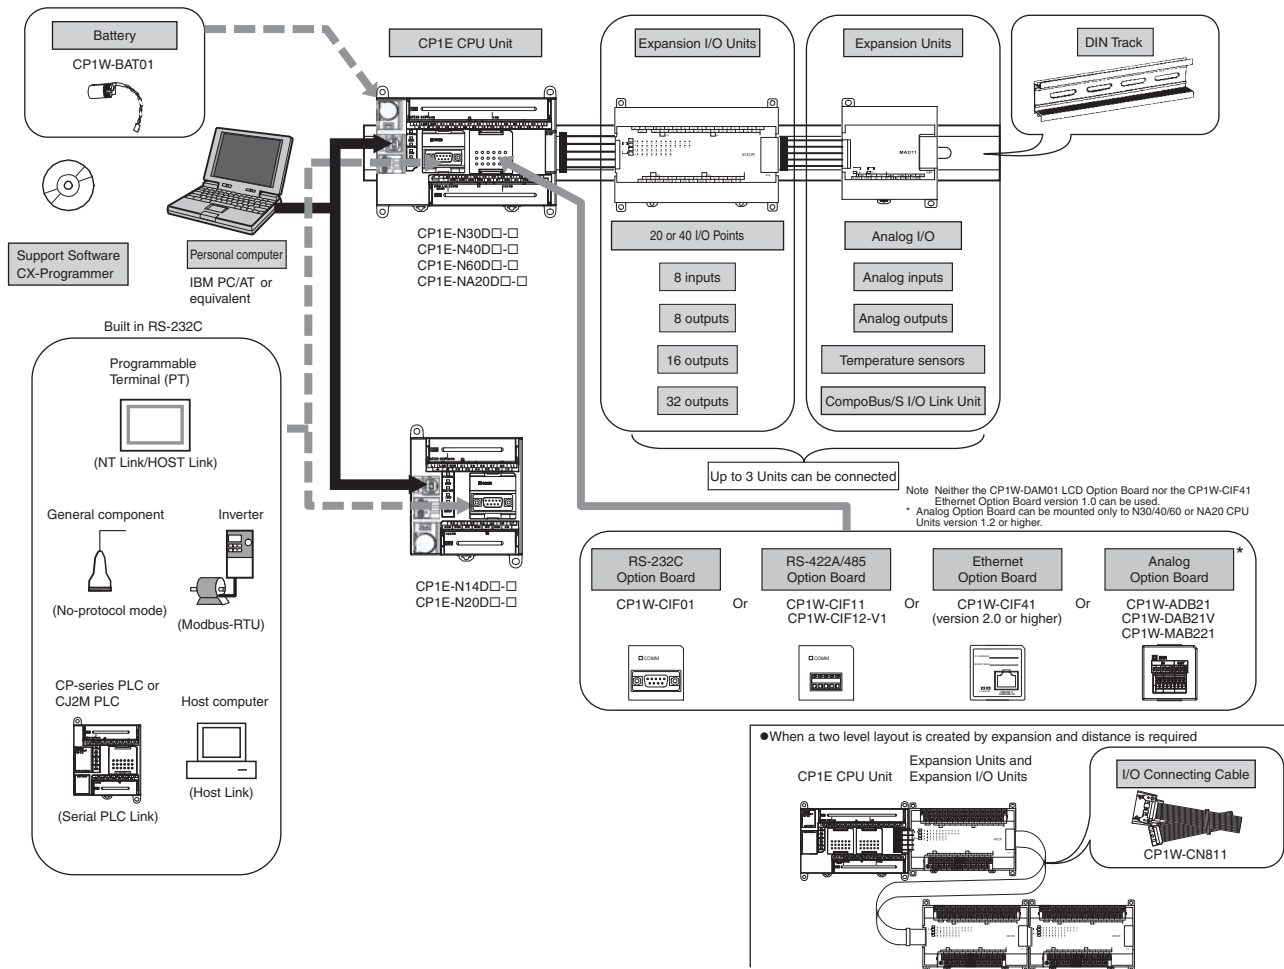 Battery
CP1W-BAT01
CP1E CPU Unit
Expansion I/O Units
Expansion Units
DIN Track
40EDR
MAD11
Support Software
CX-Programmer
Personal computer
IBM PC/AT or
equivalent
CP1E-N30D□-□
CP1E-N40D□-□
CP1E-N60D□-□
CP1E-NA20D□-□
20 or 40 I/O Points
8 inputs
8 outputs
16 outputs
32 outputs
Analog I/O
Analog inputs
Analog outputs
Temperature sensors
CompoBus/S I/O Link Unit
Up to 3 Units can be connected
Built in RS-232C
Programmable
Terminal (PT)
(NT Link/HOST Link)
General component
(No-protocol mode)
Inverter
(Modbus-RTU)
CP-series PLC or
CJ2M PLC
(Serial PLC Link)
Host computer
(Host Link)
CP1E-N14D□-□
CP1E-N20D□-□
Note Neither the CP1W-DAM01 LCD Option Board nor the CP1W-CIF41
Ethernet Option Board version 1.0 can be used.
* Analog Option Board can be mounted only to N30/40/60 or NA20 CPU
Units version 1.2 or higher.
RS-232C
Option Board
CP1W-CIF01
COMM
Or
RS-422A/485
Option Board
CP1W-CIF11
CP1W-CIF12-V1
COMM
Or
Ethernet
Option Board
CP1W-CIF41
(version 2.0 or higher)
Or
Analog
Option Board
*
CP1W-ADB21
CP1W-DAB21V
CP1W-MAB221
●When a two level layout is created by expansion and distance is required
CP1E CPU Unit
Expansion Units and
Expansion I/O Units
I/O Connecting Cable
CP1W-CN811